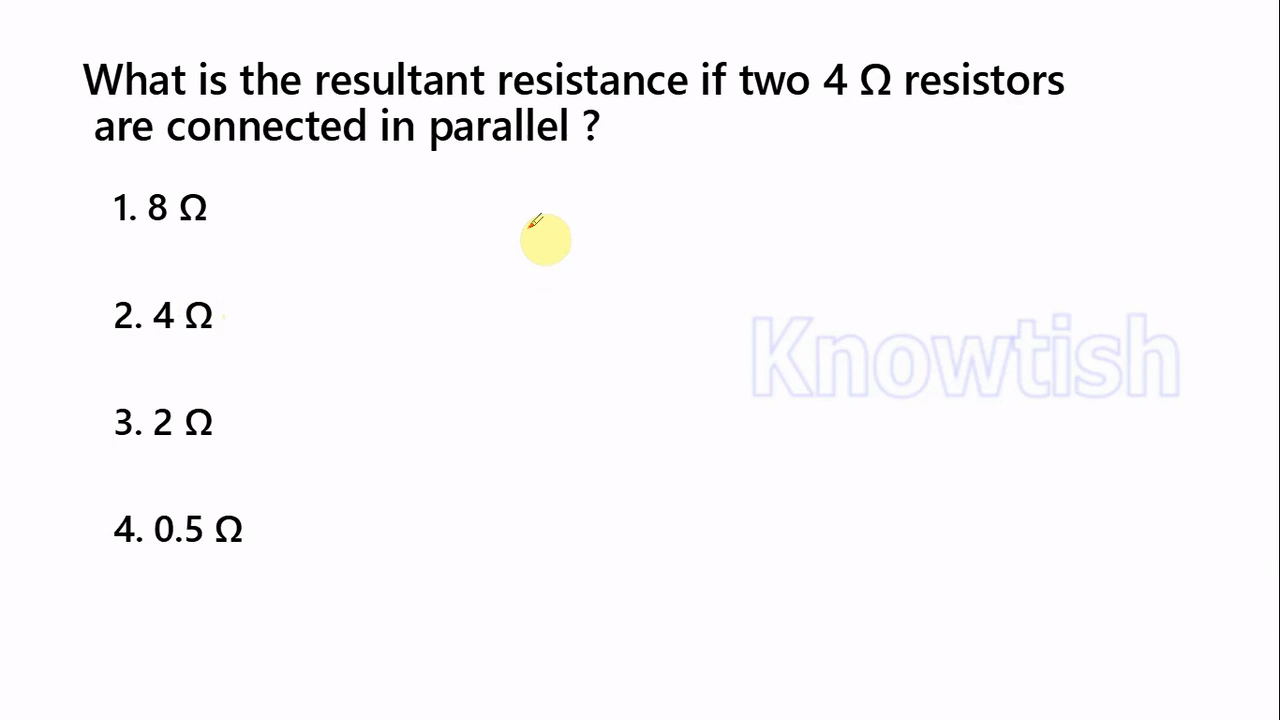 What is the resultant resistance if two 4 Ω resistors
are connected in parallel ?
1. 8 Ω
2. 4 Ω
Knowtish
3. 2 Ω
4. 0.5 Ω